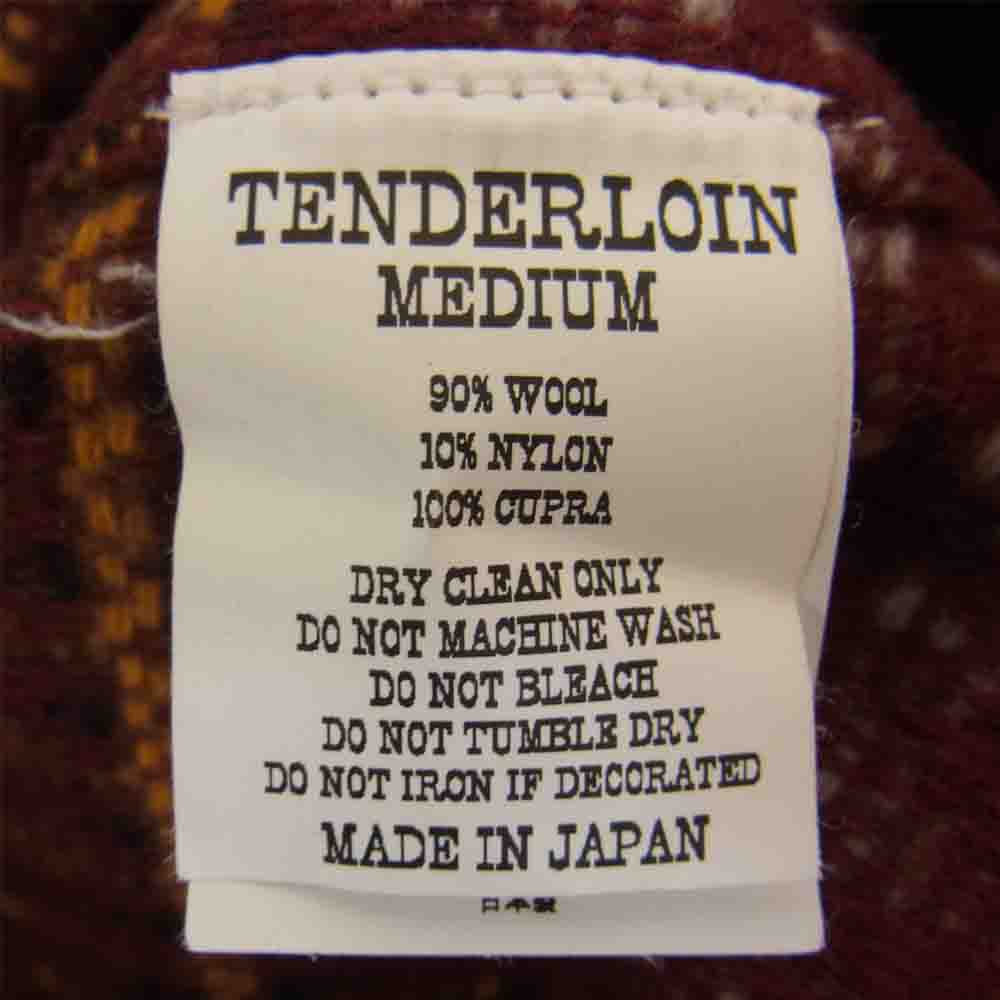 TENDERLOIN
MEDIUM
90% WOOL
10% NYLON
100% CUPRA
DRY CLEAN ONLY
DO NOT MACHINE WASH
DO NOT BLEACH
DO NOT TUMBLE DRY
DO NOT IRON IF DECORATED
MADE IN JAPAN
日本製